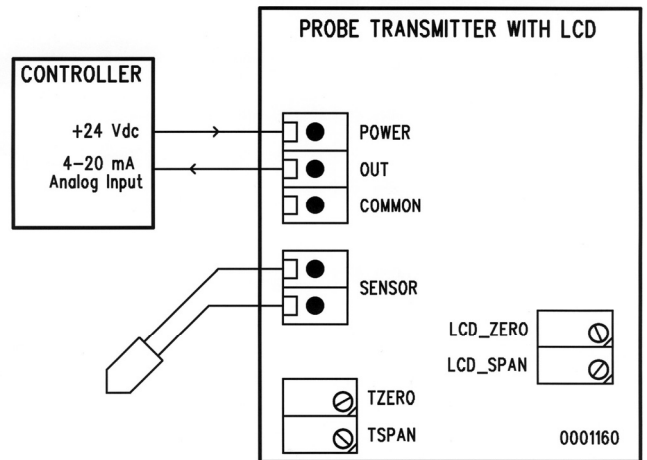 PROBE TRANSMITTER WITH LCD
CONTROLLER
+24 Vdc
4-20 mA
Analog Input
POWER
OUT
COMMON
SENSOR
LCD_ZERO
LCD_SPAN
TZERO
TSPAN
0001160